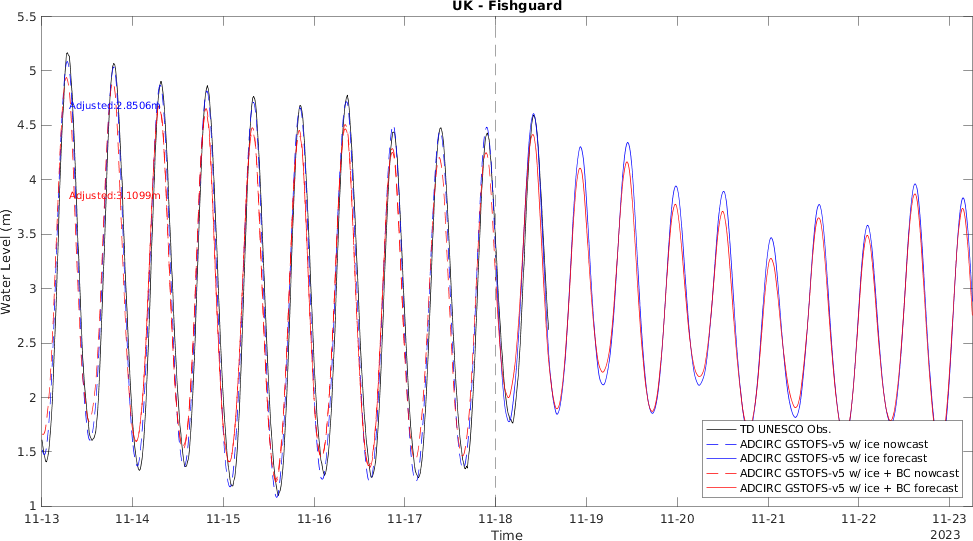 UK - Fishguard
5.5
5
4.5
4
3.5
3
2.5
2
1.5
1
Water Level (m)
Adjusted:2.8506m
Adjusted:3.1099m
TD UNESCO Obs.
ADCIRC GSTOFS-v5 w/ ice nowcast
ADCIRC GSTOFS-v5 w/ ice forecast
ADCIRC GSTOFS-v5 w/ ice + BC nowcast
ADCIRC GSTOFS-v5 w/ ice + BC forecast
11-13 11-14 11-15 11-16 11-17 11-18 11-19 11-20 11-21 11-22 11-23
Time
2023